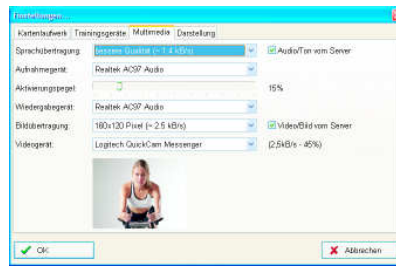 Einstellungen...
Kartenlaufwerk Trainingsgeräte Multimedia Darstellung
Sprachübertragung: bessere Qualität (~ 1.4 kB/s) Audio/Ton vom Server
Aufnahmegerät: Realtek AC97 Audio
Aktivierungspegel: 15%
Wiedergabegerät: Realtek AC97 Audio
Bildübertragung: 160x120 Pixel (~ 2.5 kB/s) Video/Bild vom Server
Videogerät: Logitech QuickCam Messenger (2,5kB/s - 45%)
OK Abbrechen